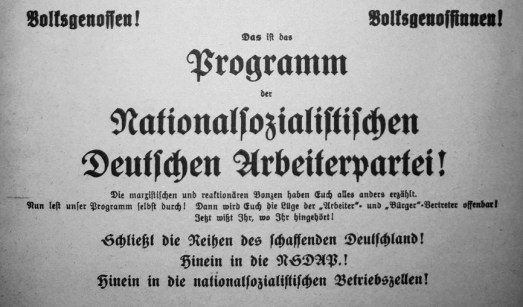 Volksgenossen! Volksgenossinnen!
Das ist das
Programm
der
Nationalsozialistischen
Deutschen Arbeiterpartei!
Die marxistischen und reaktionären Bonzen haben Euch alles anders erzählt.
Nun lest unser Programm selbst durch! Dann wird Euch die Lüge der „Arbeiter"- und „Bürger"-Vertreter offenbar!
Jetzt wißt Ihr, wo Ihr hingehört!
Schließt die Reihen des schaffenden Deutschland!
Hinein in die NSDAP.!
Hinein in die nationalsozialistischen Betriebszellen!